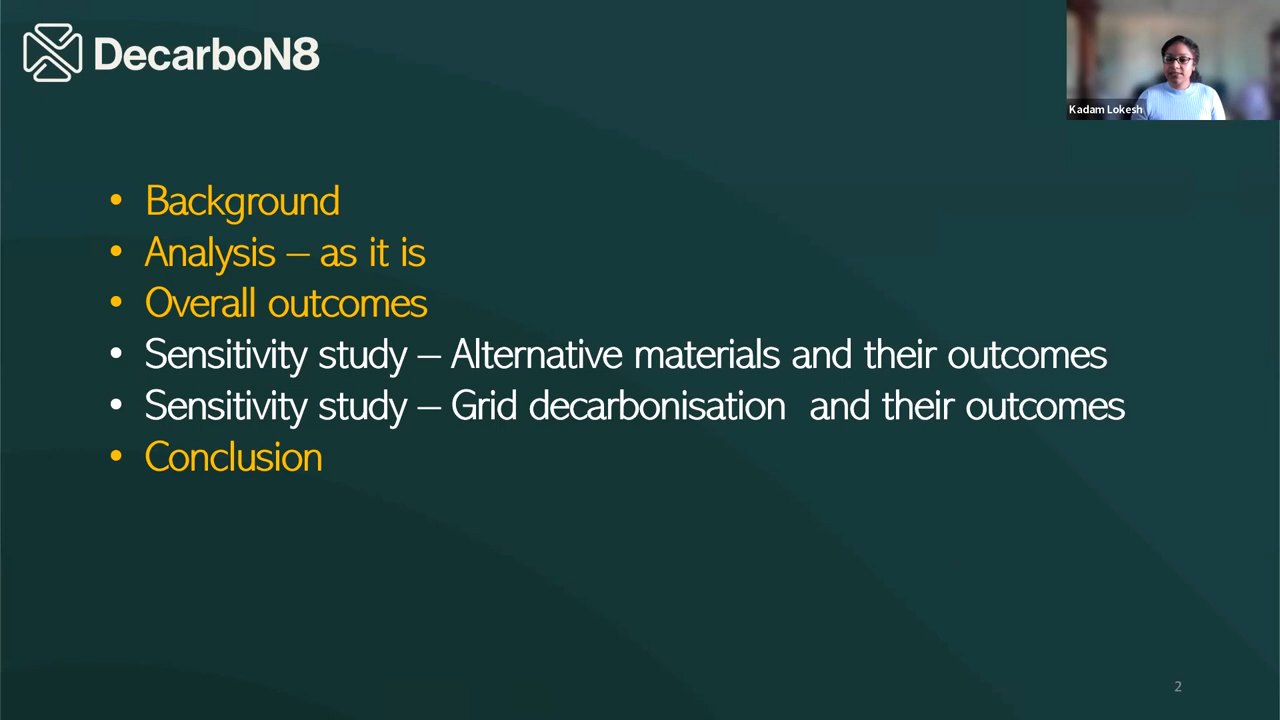 DecarboN8
Kadam Lokesh
• Background
• Analysis – as it is
• Overall outcomes
• Sensitivity study – Alternative materials and their outcomes
• Sensitivity study – Grid decarbonisation  and their outcomes
• Conclusion
2